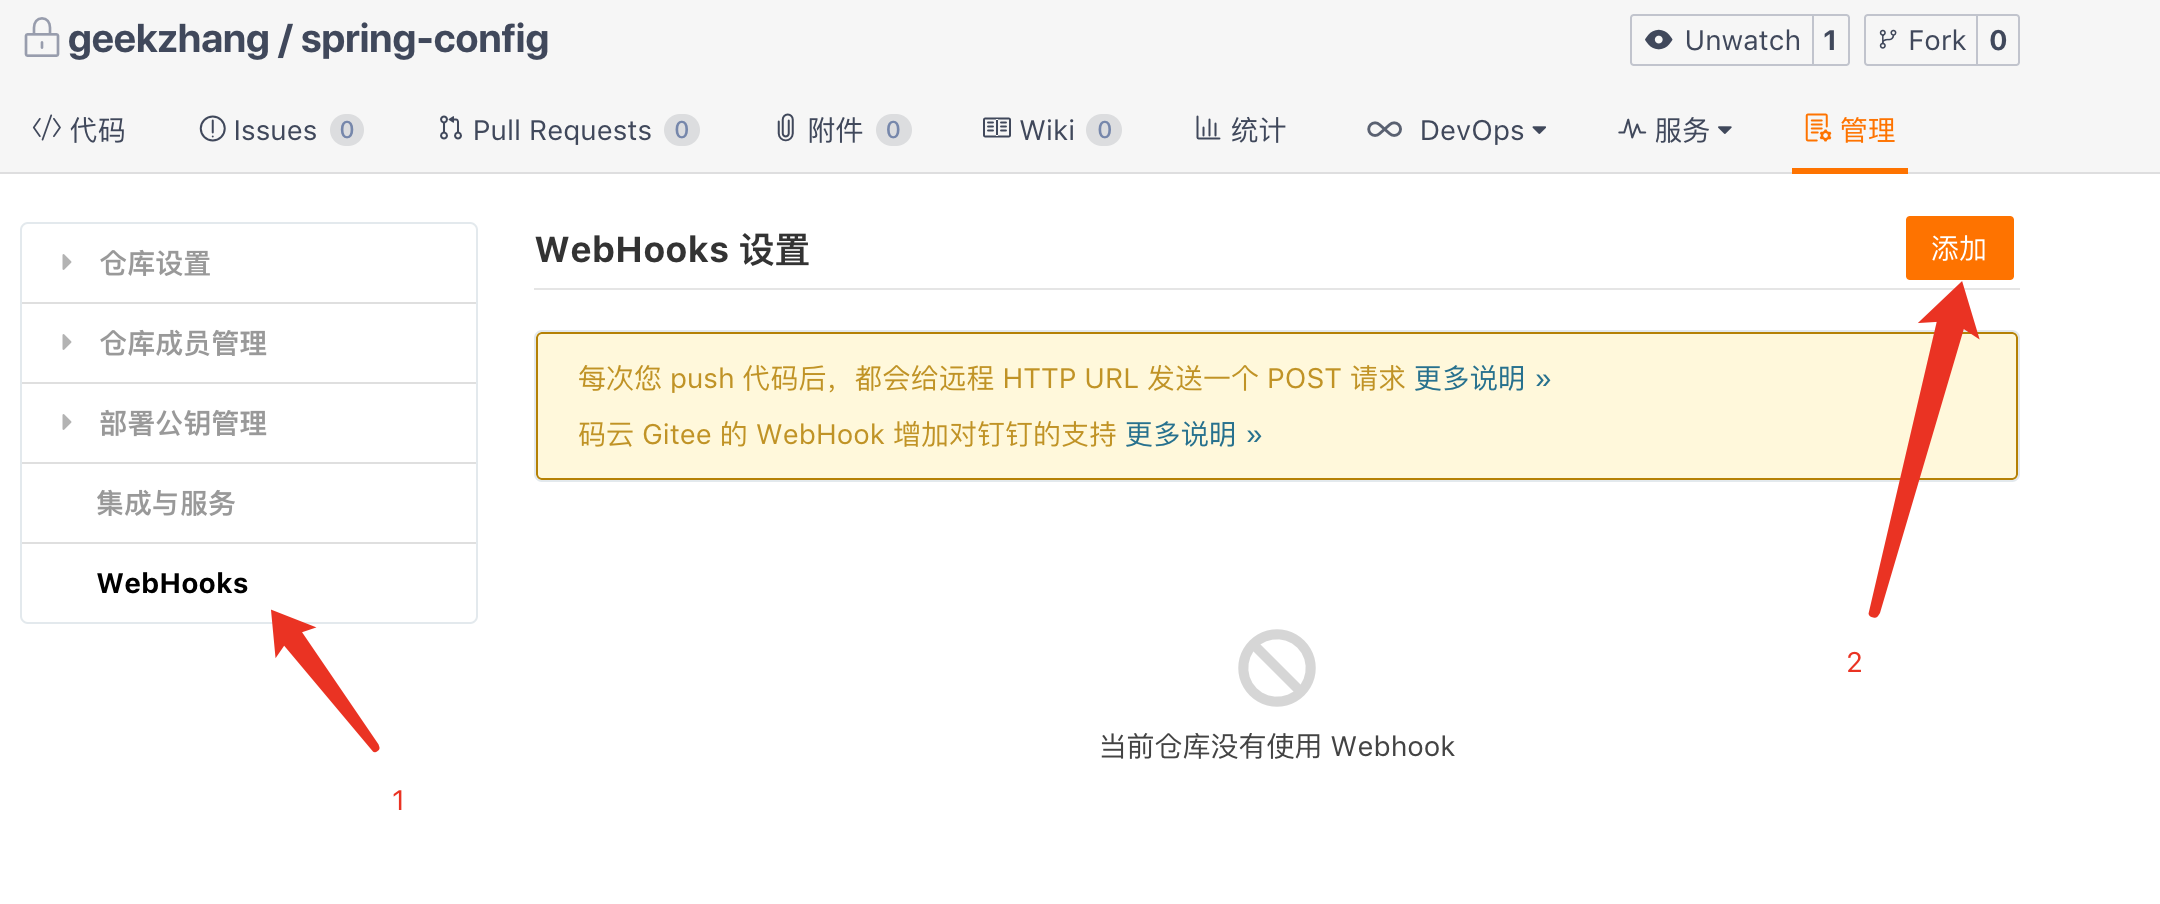 geekzhang / spring-config
Unwatch 1 Fork 0
代码 Issues 0 Pull Requests 0 附件 0 Wiki 0 统计 DevOps 服务 管理
仓库设置
仓库成员管理
部署公钥管理
集成与服务
WebHooks
1
WebHooks 设置
添加
每次您 push 代码后，都会给远程 HTTP URL 发送一个 POST 请求 更多说明 »
码云 Gitee 的 WebHook 增加对钉钉的支持 更多说明 »
2
当前仓库没有使用 Webhook